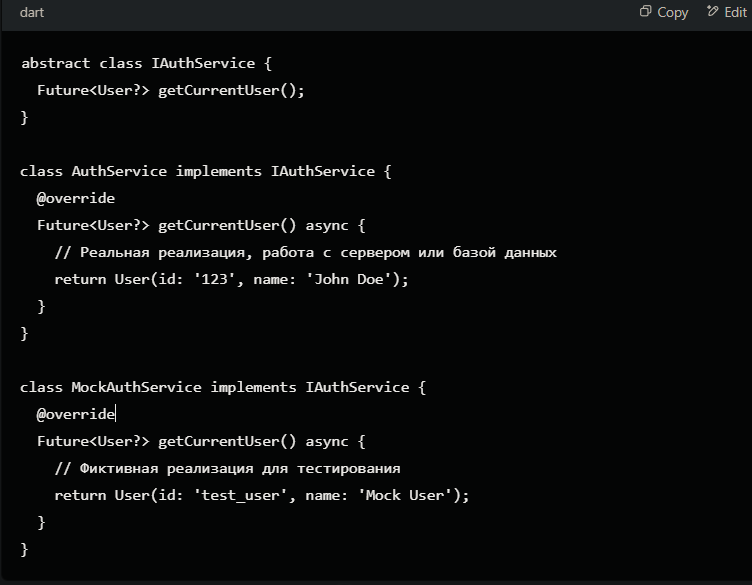 dart
Copy
Edit
abstract class IAuthService {
  Future<User?> getCurrentUser();
}

class AuthService implements IAuthService {
  @override
  Future<User?> getCurrentUser() async {
    // Реальная реализация, работа с сервером или базой данных
    return User(id: '123', name: 'John Doe');
  }
}

class MockAuthService implements IAuthService {
  @override
  Future<User?> getCurrentUser() async {
    // Фиктивная реализация для тестирования
    return User(id: 'test_user', name: 'Mock User');
  }
}